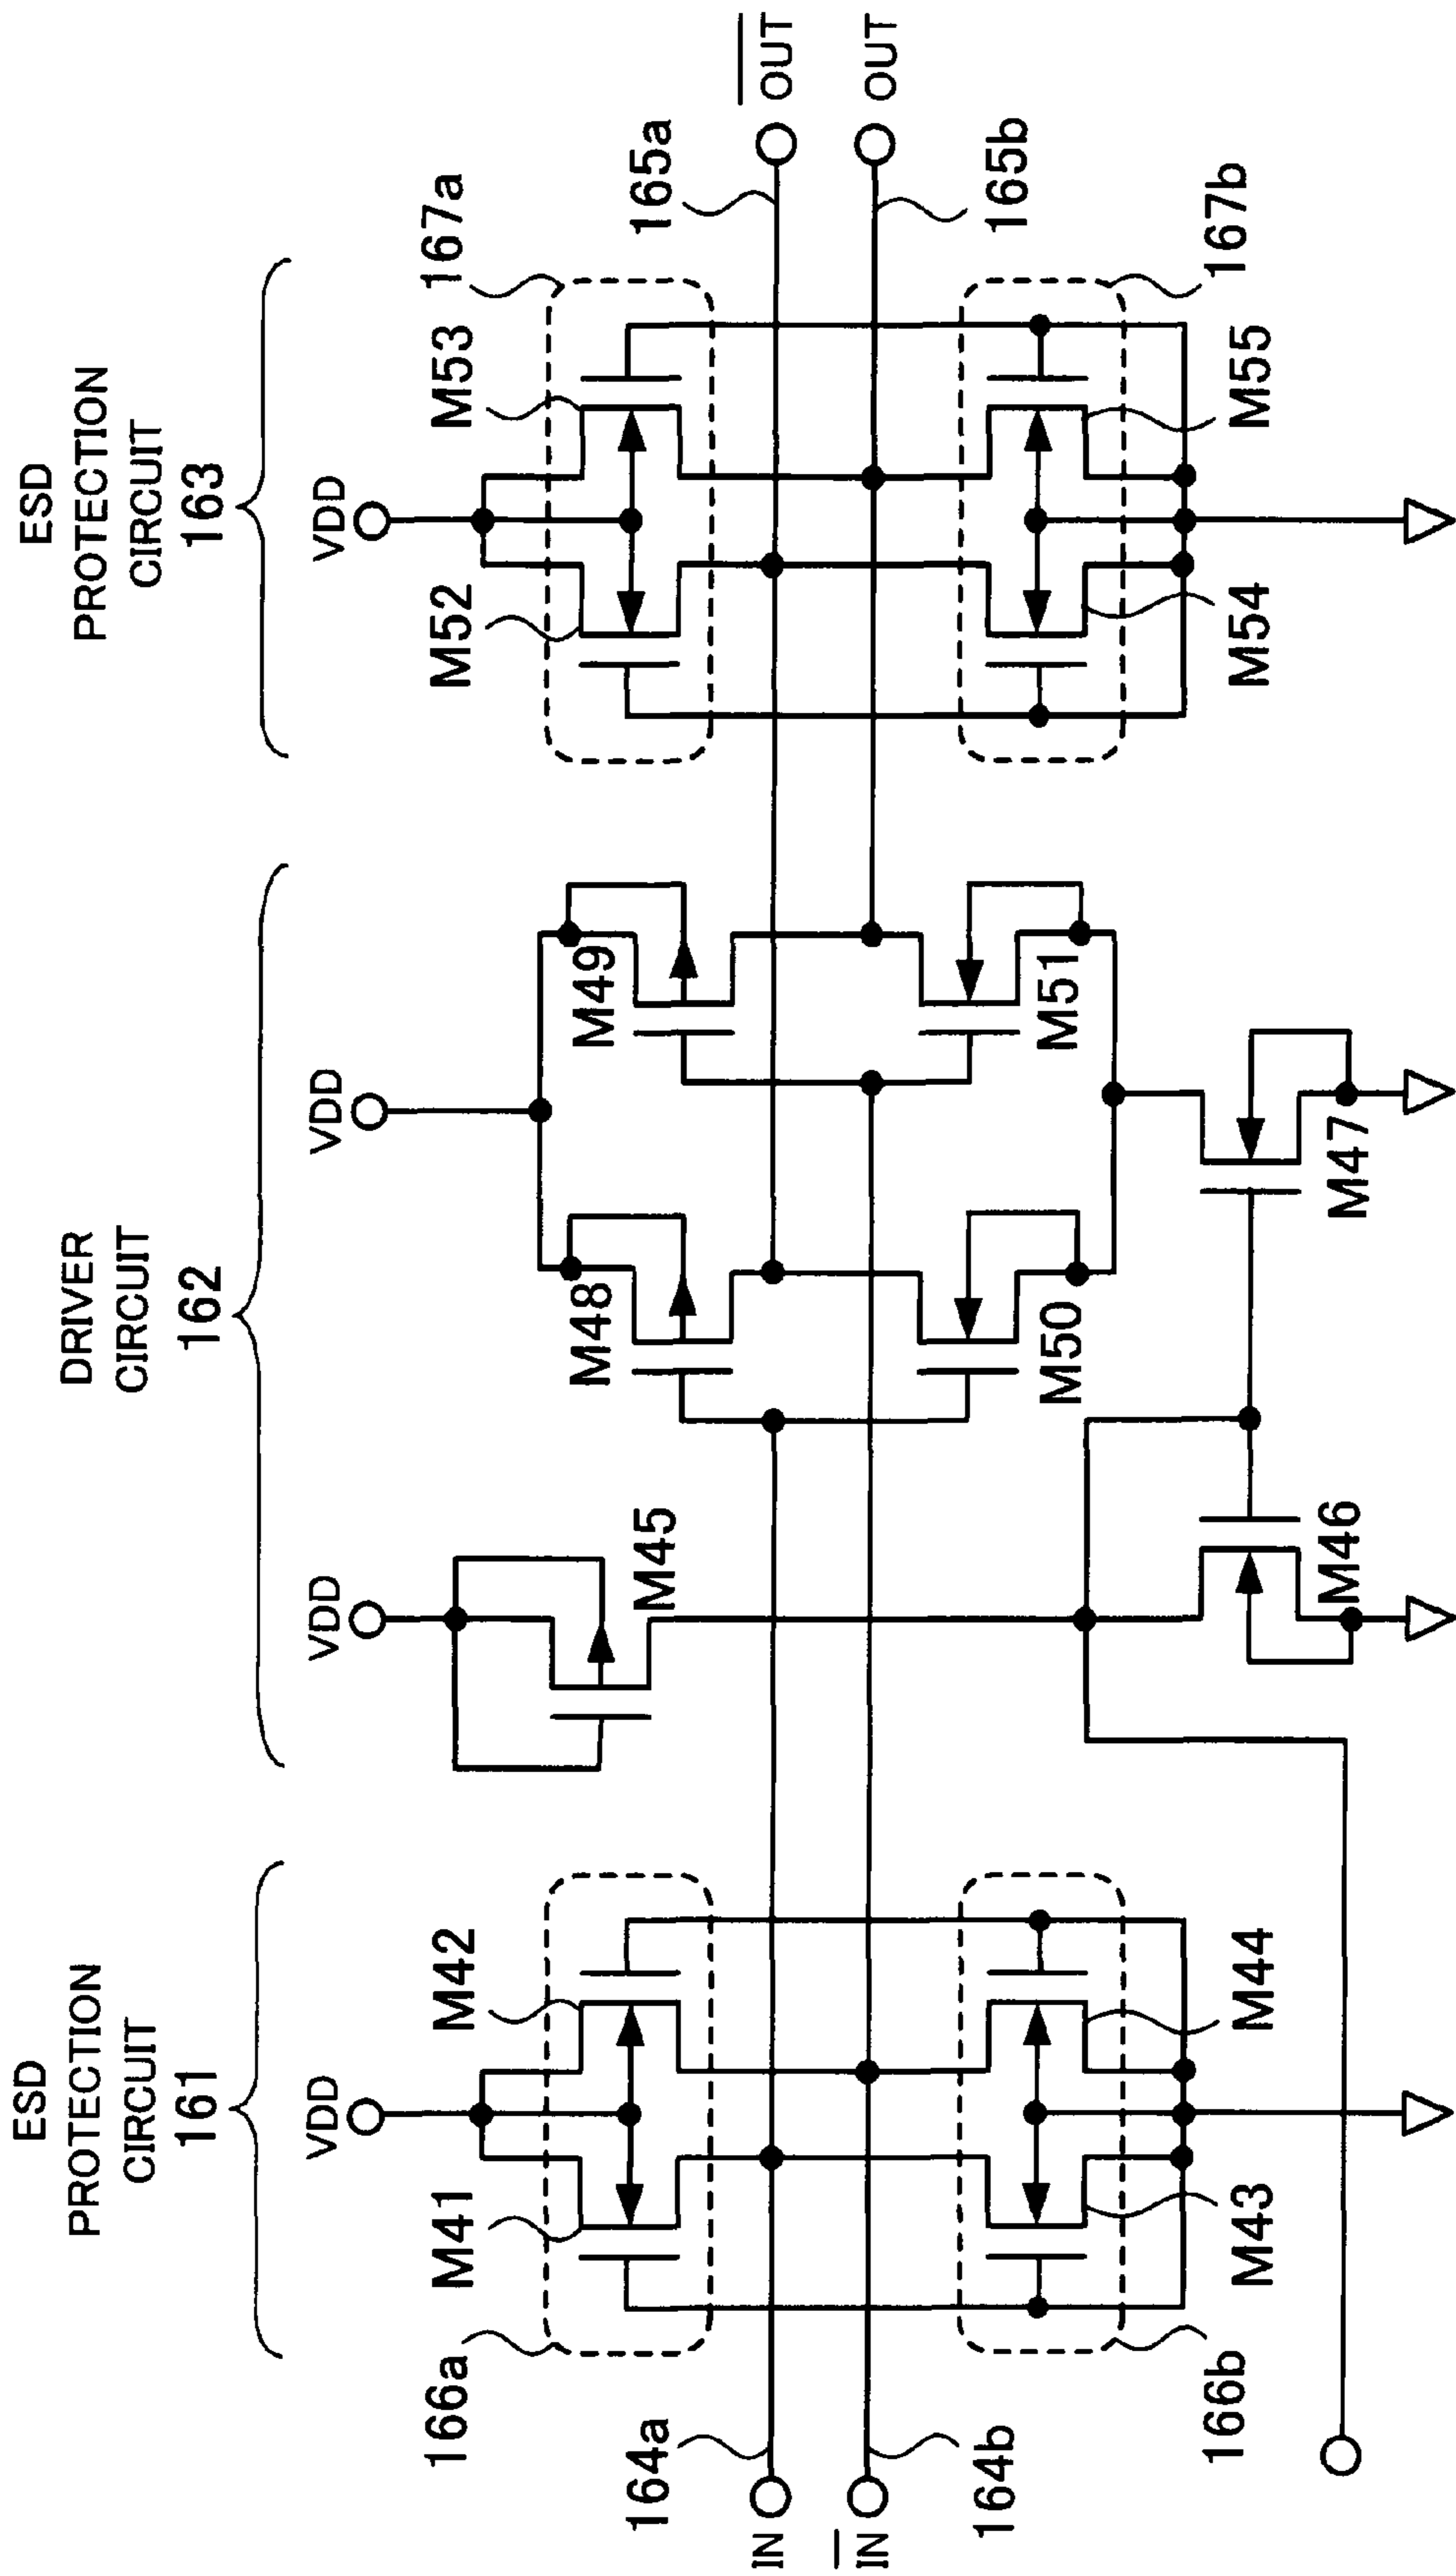 ESD
PROTECTION
CIRCUIT
161
DRIVER
CIRCUIT
162
ESD
PROTECTION
CIRCUIT
163
VDD
VDD
VDD
VDD
166a
M41
M42
M45
M48
M49
M52
M53
167a
164a
IN
IN
164b
165a
OUT
OUT
165b
166b
M43
M44
M46
M50
M51
M47
M54
M55
167b